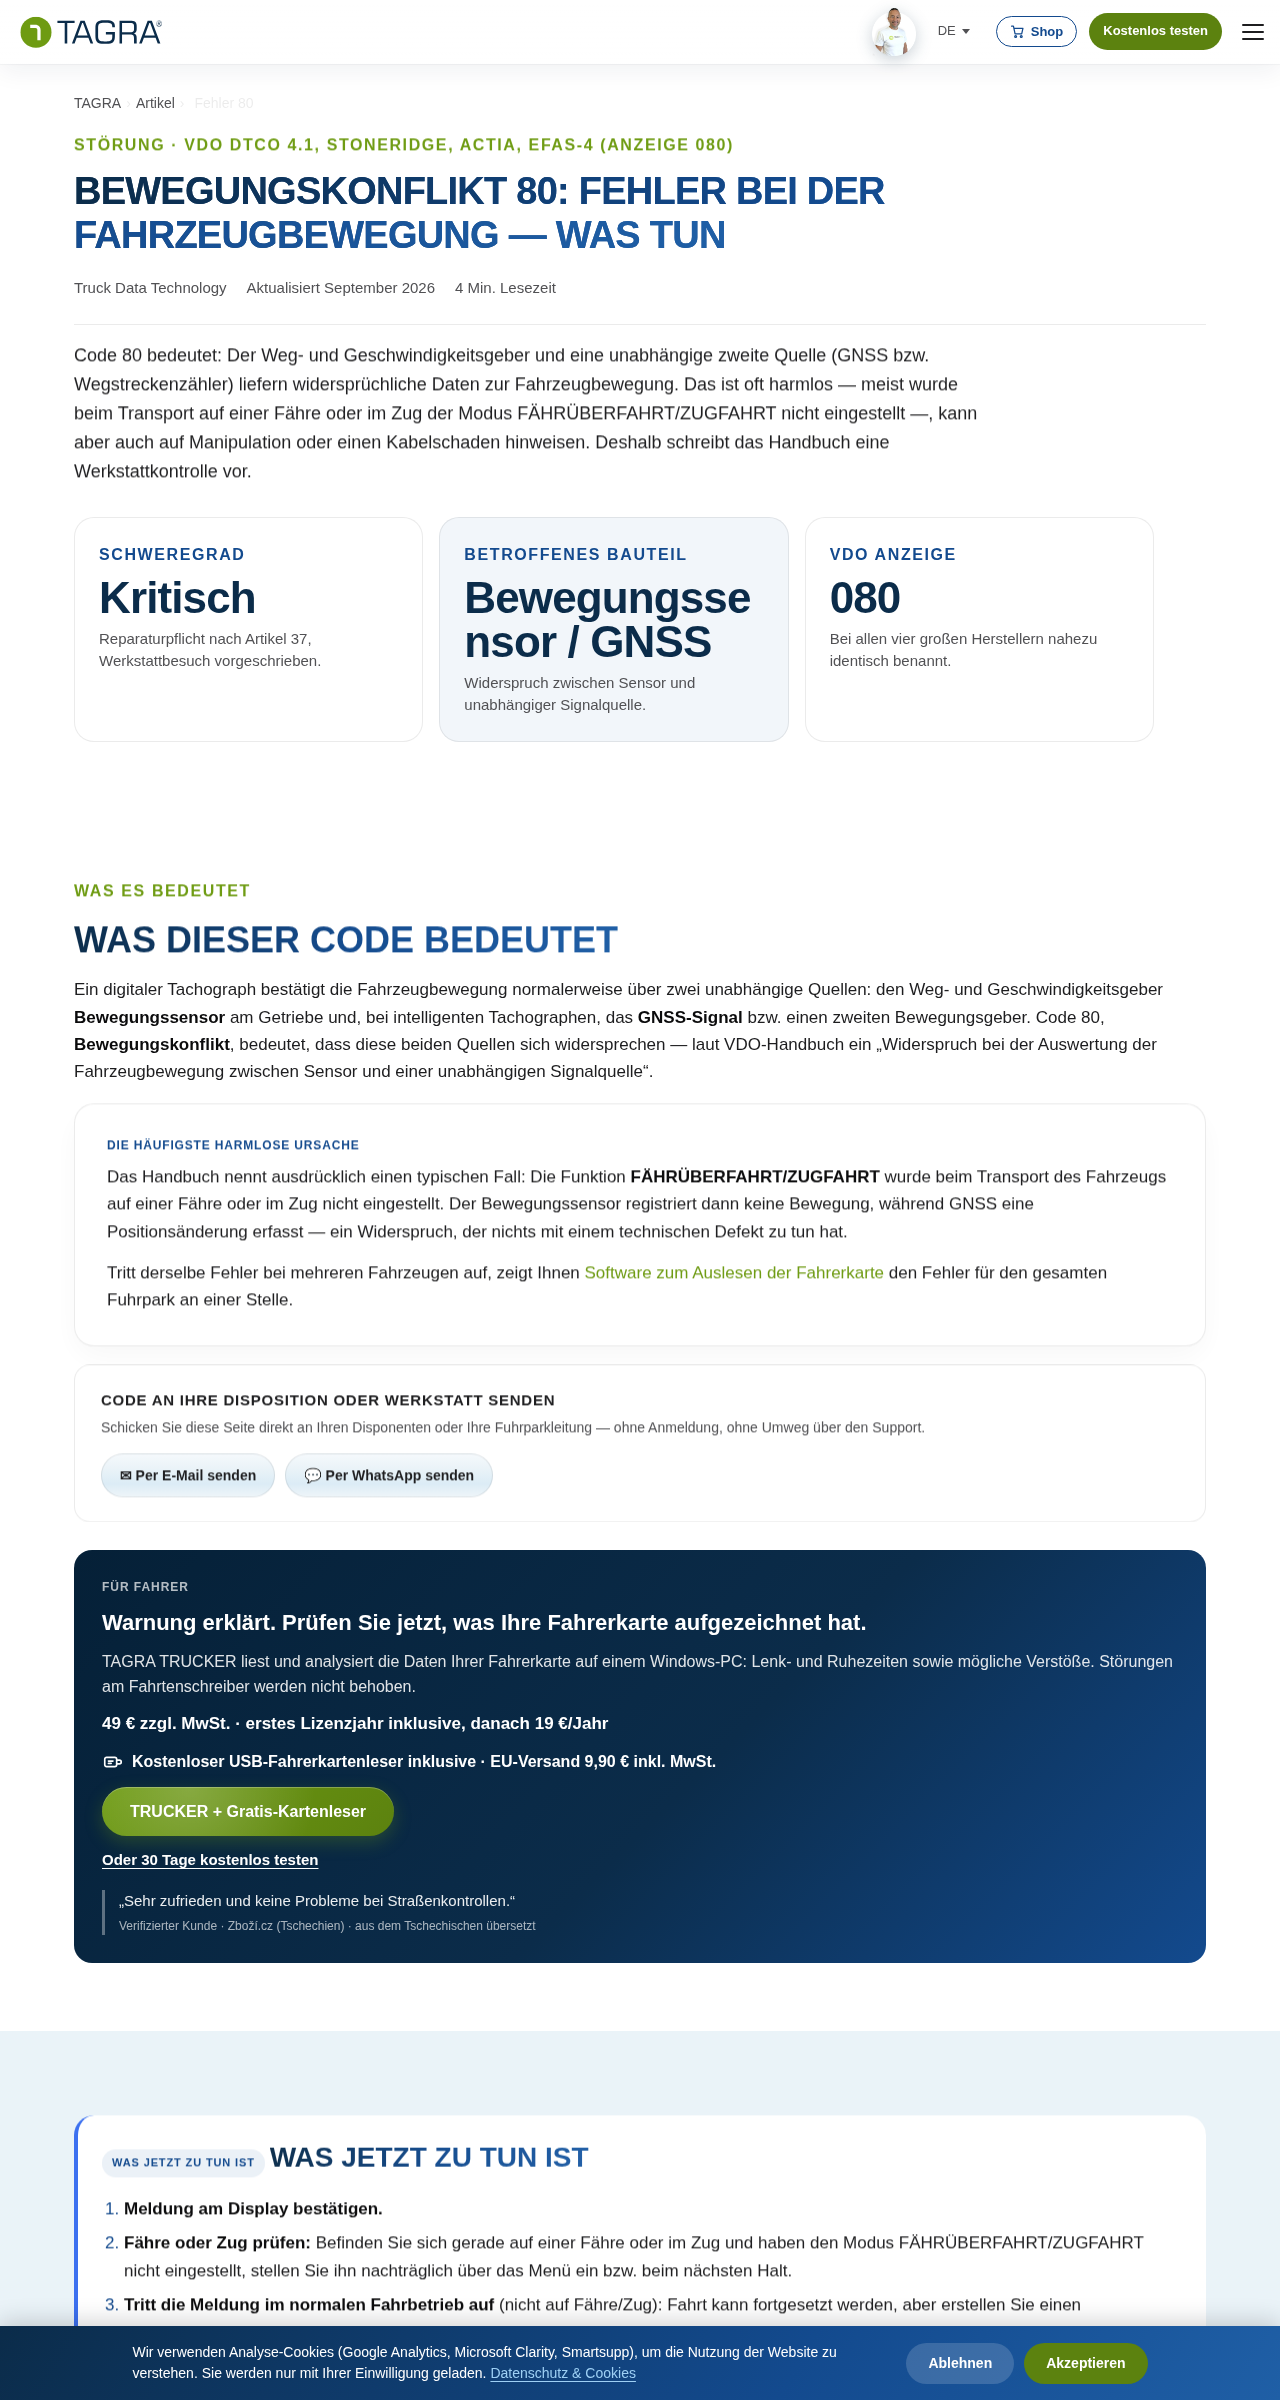 TAGRA®
DE
Shop
Kostenlos testen
TAGRA › Artikel › Fehler 80
STÖRUNG · VDO DTCO 4.1, STONERIDGE, ACTIA, EFAS-4 (ANZEIGE 080)
BEWEGUNGSKONFLIKT 80: FEHLER BEI DER
FAHRZEUGBEWEGUNG — WAS TUN
Truck Data Technology Aktualisiert September 2026 4 Min. Lesezeit
Code 80 bedeutet: Der Weg- und Geschwindigkeitsgeber und eine unabhängige zweite Quelle (GNSS bzw.
Wegstreckenzähler) liefern widersprüchliche Daten zur Fahrzeugbewegung. Das ist oft harmlos — meist wurde
beim Transport auf einer Fähre oder im Zug der Modus FÄHRÜBERFAHRT/ZUGFAHRT nicht eingestellt —, kann
aber auch auf Manipulation oder einen Kabelschaden hinweisen. Deshalb schreibt das Handbuch eine
Werkstattkontrolle vor.
SCHWEREGRAD
Kritisch
Reparaturpflicht nach Artikel 37,
Werkstattbesuch vorgeschrieben.
BETROFFENES BAUTEIL
Bewegungsse
nsor / GNSS
Widerspruch zwischen Sensor und
unabhängiger Signalquelle.
VDO ANZEIGE
080
Bei allen vier großen Herstellern nahezu
identisch benannt.
WAS ES BEDEUTET
WAS DIESER CODE BEDEUTET
Ein digitaler Tachograph bestätigt die Fahrzeugbewegung normalerweise über zwei unabhängige Quellen: den Weg- und Geschwindigkeitsgeber
Bewegungssensor am Getriebe und, bei intelligenten Tachographen, das GNSS-Signal bzw. einen zweiten Bewegungsgeber. Code 80,
Bewegungskonflikt, bedeutet, dass diese beiden Quellen sich widersprechen — laut VDO-Handbuch ein „Widerspruch bei der Auswertung der
Fahrzeugbewegung zwischen Sensor und einer unabhängigen Signalquelle“.
DIE HÄUFIGSTE HARMLOSE URSACHE
Das Handbuch nennt ausdrücklich einen typischen Fall: Die Funktion FÄHRÜBERFAHRT/ZUGFAHRT wurde beim Transport des Fahrzeugs
auf einer Fähre oder im Zug nicht eingestellt. Der Bewegungssensor registriert dann keine Bewegung, während GNSS eine
Positionsänderung erfasst — ein Widerspruch, der nichts mit einem technischen Defekt zu tun hat.
Tritt derselbe Fehler bei mehreren Fahrzeugen auf, zeigt Ihnen Software zum Auslesen der Fahrerkarte den Fehler für den gesamten
Fuhrpark an einer Stelle.
CODE AN IHRE DISPOSITION ODER WERKSTATT SENDEN
Schicken Sie diese Seite direkt an Ihren Disponenten oder Ihre Fuhrparkleitung — ohne Anmeldung, ohne Umweg über den Support.
✉ Per E-Mail senden
💬 Per WhatsApp senden
FÜR FAHRER
Warnung erklärt. Prüfen Sie jetzt, was Ihre Fahrerkarte aufgezeichnet hat.
TAGRA TRUCKER liest und analysiert die Daten Ihrer Fahrerkarte auf einem Windows-PC: Lenk- und Ruhezeiten sowie mögliche Verstöße. Störungen
am Fahrtenschreiber werden nicht behoben.
49 € zzgl. MwSt. · erstes Lizenzjahr inklusive, danach 19 €/Jahr
Kostenloser USB-Fahrerkartenleser inklusive · EU-Versand 9,90 € inkl. MwSt.
TRUCKER + Gratis-Kartenleser
Oder 30 Tage kostenlos testen
„Sehr zufrieden und keine Probleme bei Straßenkontrollen.“
Verifizierter Kunde · Zboží.cz (Tschechien) · aus dem Tschechischen übersetzt
WAS JETZT ZU TUN IST WAS JETZT ZU TUN IST
1. Meldung am Display bestätigen.
2. Fähre oder Zug prüfen: Befinden Sie sich gerade auf einer Fähre oder im Zug und haben den Modus FÄHRÜBERFAHRT/ZUGFAHRT
nicht eingestellt, stellen Sie ihn nachträglich über das Menü ein bzw. beim nächsten Halt.
3. Tritt die Meldung im normalen Fahrbetrieb auf (nicht auf Fähre/Zug): Fahrt kann fortgesetzt werden, aber erstellen Sie einen
Wir verwenden Analyse-Cookies (Google Analytics, Microsoft Clarity, Smartsupp), um die Nutzung der Website zu
verstehen. Sie werden nur mit Ihrer Einwilligung geladen. Datenschutz & Cookies
Ablehnen
Akzeptieren